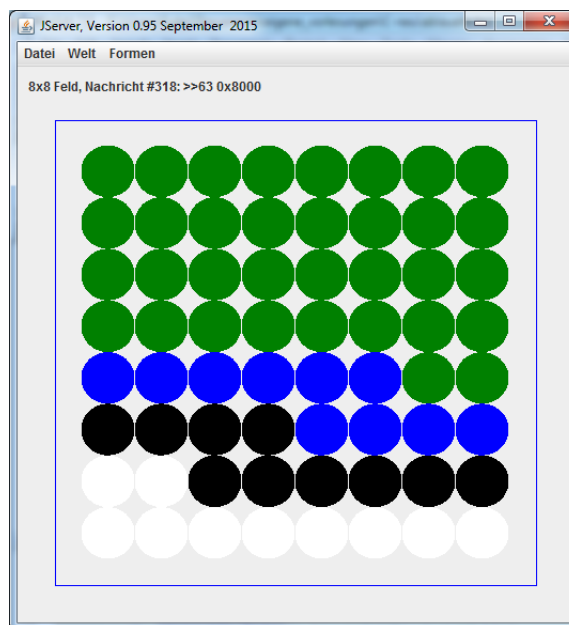 JServer, Version 0.95 September 2015
Datei Welt Formen
8x8 Feld, Nachricht #318: >>63 0x8000